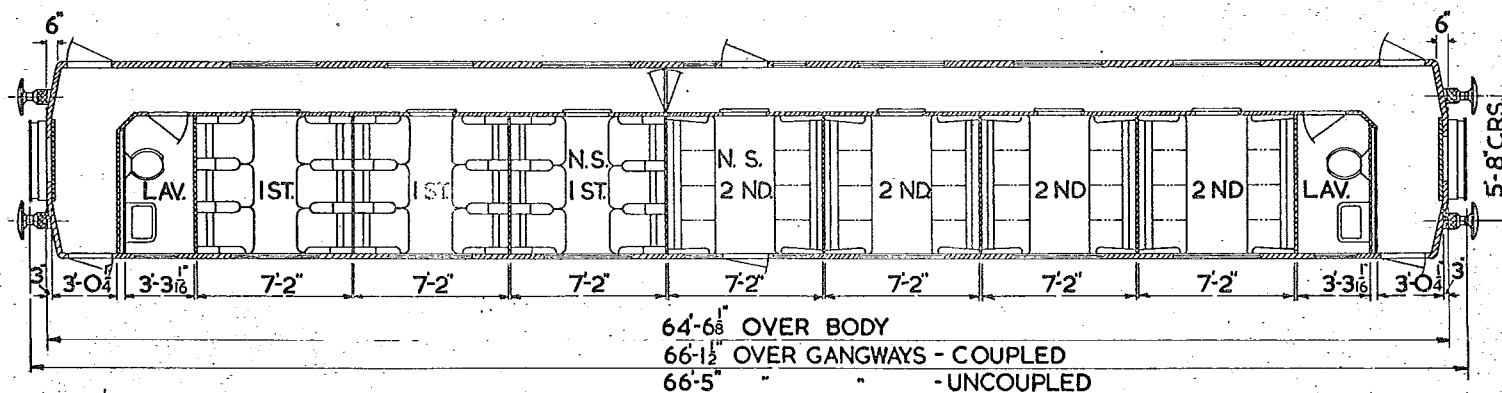 6" 6"
5'-8" CRS.
N.S. N.S.
LAV. 1ST. 1ST. 1ST. 2ND 2ND. 2ND 2ND LAV.
3" 3'-0¼" 3'-3 1/16" 7'-2" 7'-2" 7'-2" 7'-2" 7'-2" 7'-2" 7'-2" 3'-3 1/16" 3'-0¼" 3"
64'-6⅛" OVER BODY
66'-1½" OVER GANGWAYS - COUPLED
66'-5" " " - UNCOUPLED